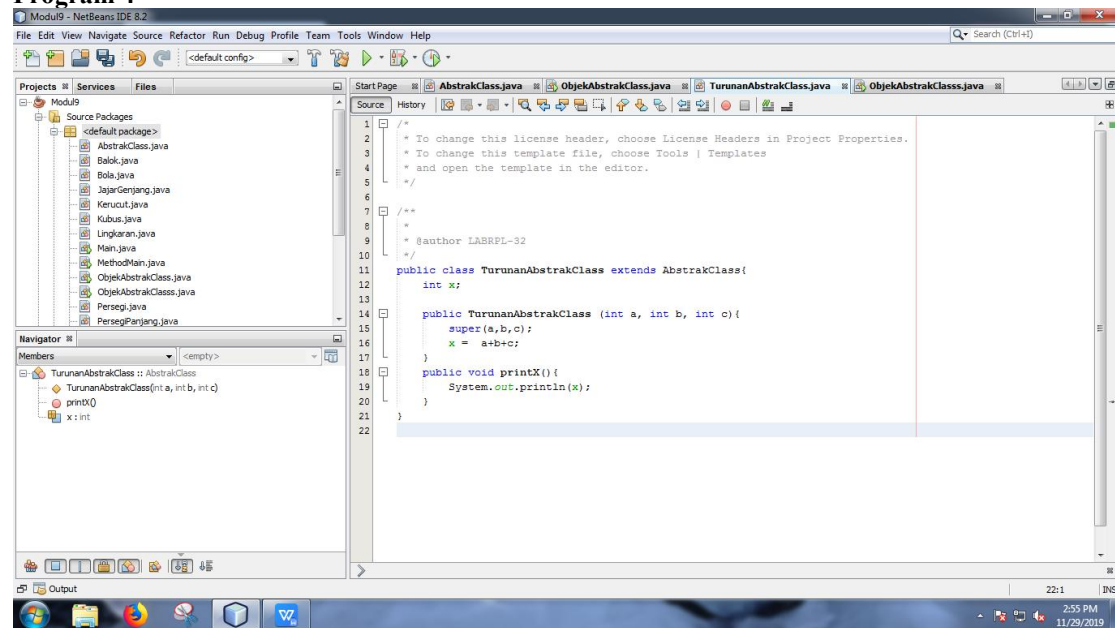 Program 4
Modul9 - NetBeans IDE 8.2
File Edit View Navigate Source Refactor Run Debug Profile Team Tools Window Help
Search (Ctrl+I)
<default config>
Projects Services Files
Modul9
Source Packages
<default package>
AbstrakClass.java
Balok.java
Bola.java
JajarGenjang.java
Kerucut.java
Kubus.java
Lingkaran.java
Main.java
MethodMain.java
ObjekAbstrakClass.java
ObjekAbstrakClasss.java
Persegi.java
PersegiPanjang.java
Navigator
Members <empty>
TurunanAbstrakClass :: AbstrakClass
TurunanAbstrakClass(int a, int b, int c)
printX()
x : int
Start Page AbstrakClass.java ObjekAbstrakClass.java TurunanAbstrakClass.java ObjekAbstrakClasss.java
Source History
1 /*
2 * To change this license header, choose License Headers in Project Properties.
3 * To change this template file, choose Tools | Templates
4 * and open the template in the editor.
5 */
6
7 /**
8 *
9 * @author LABRPL-32
10 */
11 public class TurunanAbstrakClass extends AbstrakClass{
12 int x;
13
14 public TurunanAbstrakClass (int a, int b, int c){
15 super(a,b,c);
16 x = a+b+c;
17 }
18 public void printX(){
19 System.out.println(x);
20 }
21 }
22
Output
22:1 INS
2:55 PM
11/29/2019